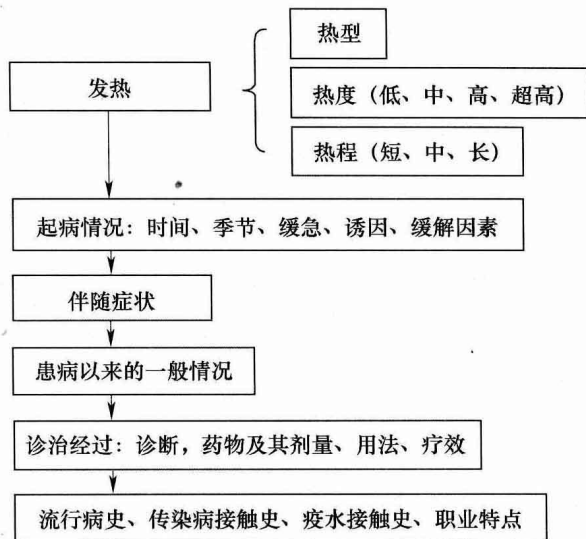 热型
发热
热度（低、中、高、超高）
热程（短、中、长）
起病情况：时间、季节、缓急、诱因、缓解因素
伴随症状
患病以来的一般情况
诊治经过：诊断，药物及其剂量、用法、疗效
流行病史、传染病接触史、疫水接触史、职业特点